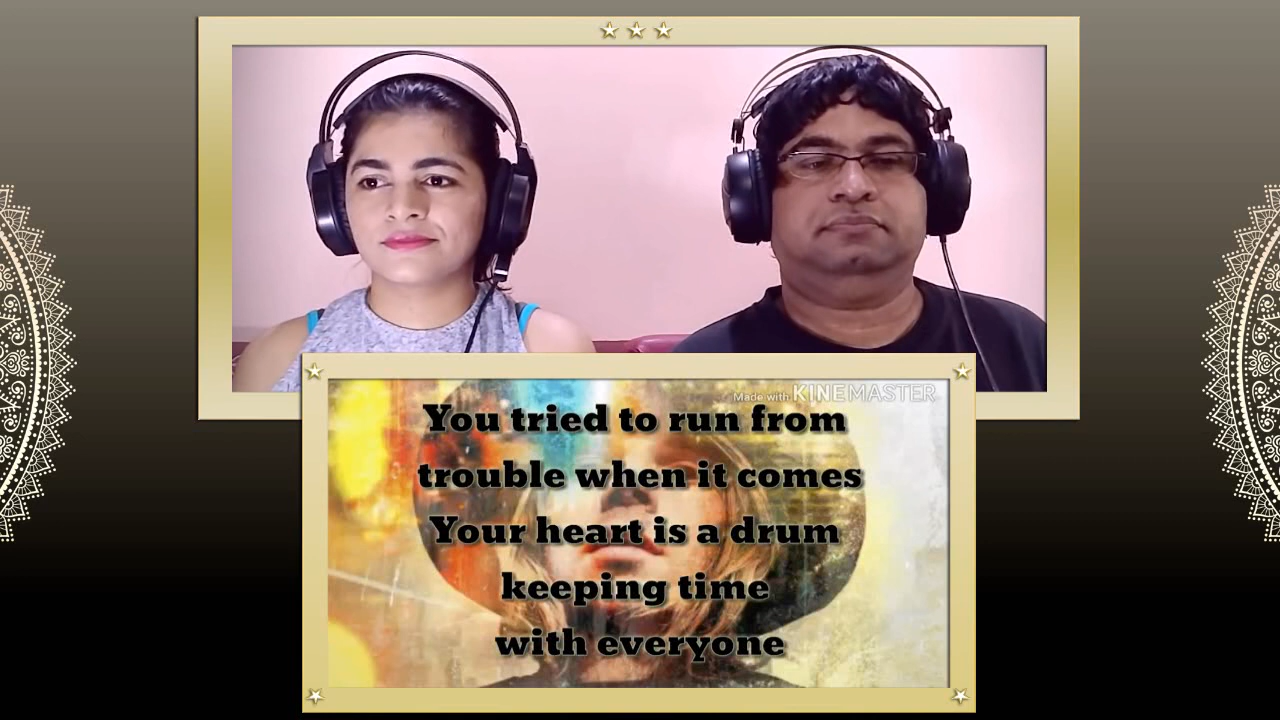 Made with KINEMASTER
You tried to run from
trouble when it comes
Your heart is a drum
keeping time
with everyone